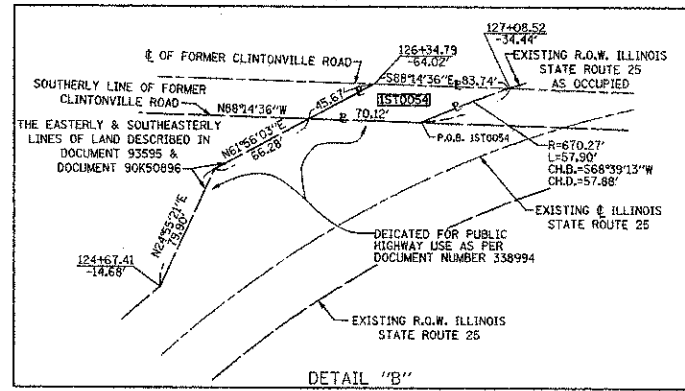 127+08.52
-34.44'
℄ OF FORMER CLINTONVILLE ROAD
126+34.79
-64.02'
EXISTING R.O.W. ILLINOIS
STATE ROUTE 25
AS OCCUPIED
SOUTHERLY LINE OF FORMER
CLINTONVILLE ROAD
S88°14'36"E
83.74'
45.67'
1ST0054
N88°14'36"W
70.12'
THE EASTERLY & SOUTHEASTERLY
LINES OF LAND DESCRIBED IN
DOCUMENT 93595 &
DOCUMENT 90K50896
N61°56'03"E
66.28'
P.O.B. 1ST0054
R=670.27'
L=57.90'
CH.B.=S68°39'13"W
CH.D.=57.88'
N24°55'21"E
79.90'
EXISTING ℄ ILLINOIS
STATE ROUTE 25
DEICATED FOR PUBLIC
HIGHWAY USE AS PER
DOCUMENT NUMBER 338994
124+67.41
-14.68'
EXISTING R.O.W. ILLINOIS
STATE ROUTE 25
DETAIL "B"